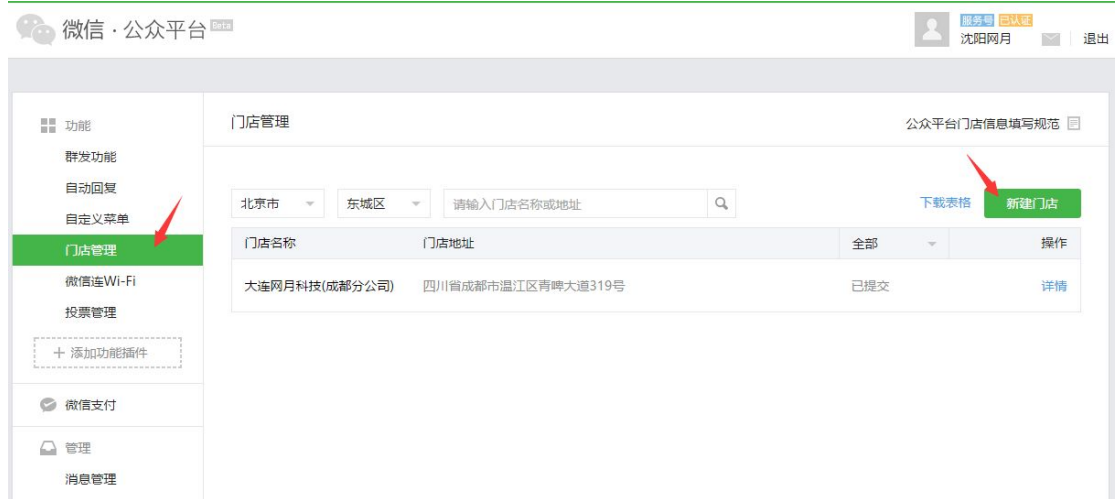 微信·公众平台 Beta
服务号 已认证
沈阳网月
退出
功能
群发功能
自动回复
自定义菜单
门店管理
微信连Wi-Fi
投票管理
+ 添加功能插件
微信支付
管理
消息管理
门店管理
公众平台门店信息填写规范
北京市 东城区 请输入门店名称或地址 下载表格 新建门店
门店名称 门店地址 全部 操作
大连网月科技(成都分公司) 四川省成都市温江区青啤大道319号 已提交 详情